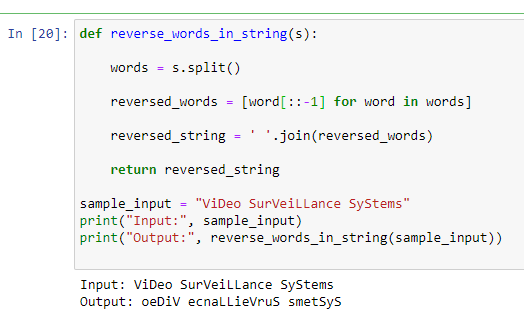 In [20]: def reverse_words_in_string(s):
words = s.split()
reversed_words = [word[::-1] for word in words]
reversed_string = ' '.join(reversed_words)
return reversed_string
sample_input = "ViDeo SurVeiLLance SyStems"
print("Input:", sample_input)
print("Output:", reverse_words_in_string(sample_input))
Input: ViDeo SurVeiLLance SyStems
Output: oeDiV ecnaLLieVruS smetSyS